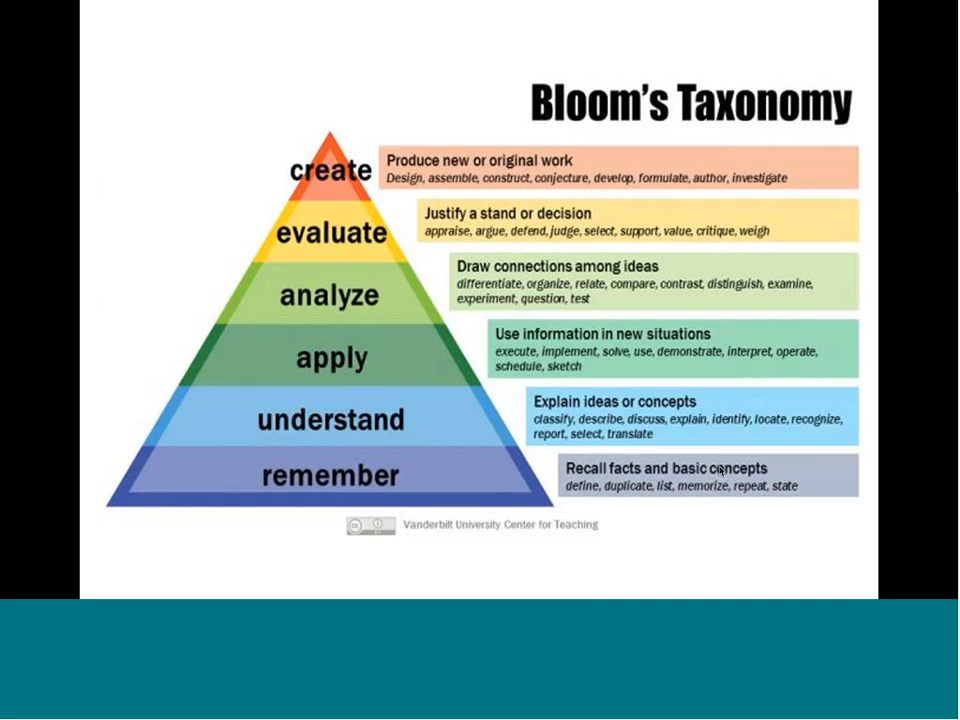 Bloom's Taxonomy
create
Produce new or original work
Design, assemble, construct, conjecture, develop, formulate, author, investigate
evaluate
Justify a stand or decision
appraise, argue, defend, judge, select, support, value, critique, weigh
analyze
Draw connections among ideas
differentiate, organize, relate, compare, contrast, distinguish, examine,
experiment, question, test
apply
Use information in new situations
execute, implement, solve, use, demonstrate, interpret, operate,
schedule, sketch
understand
Explain ideas or concepts
classify, describe, discuss, explain, identify, locate, recognize,
report, select, translate
remember
Recall facts and basic concepts
define, duplicate, list, memorize, repeat, state
cc Vanderbilt University Center for Teaching